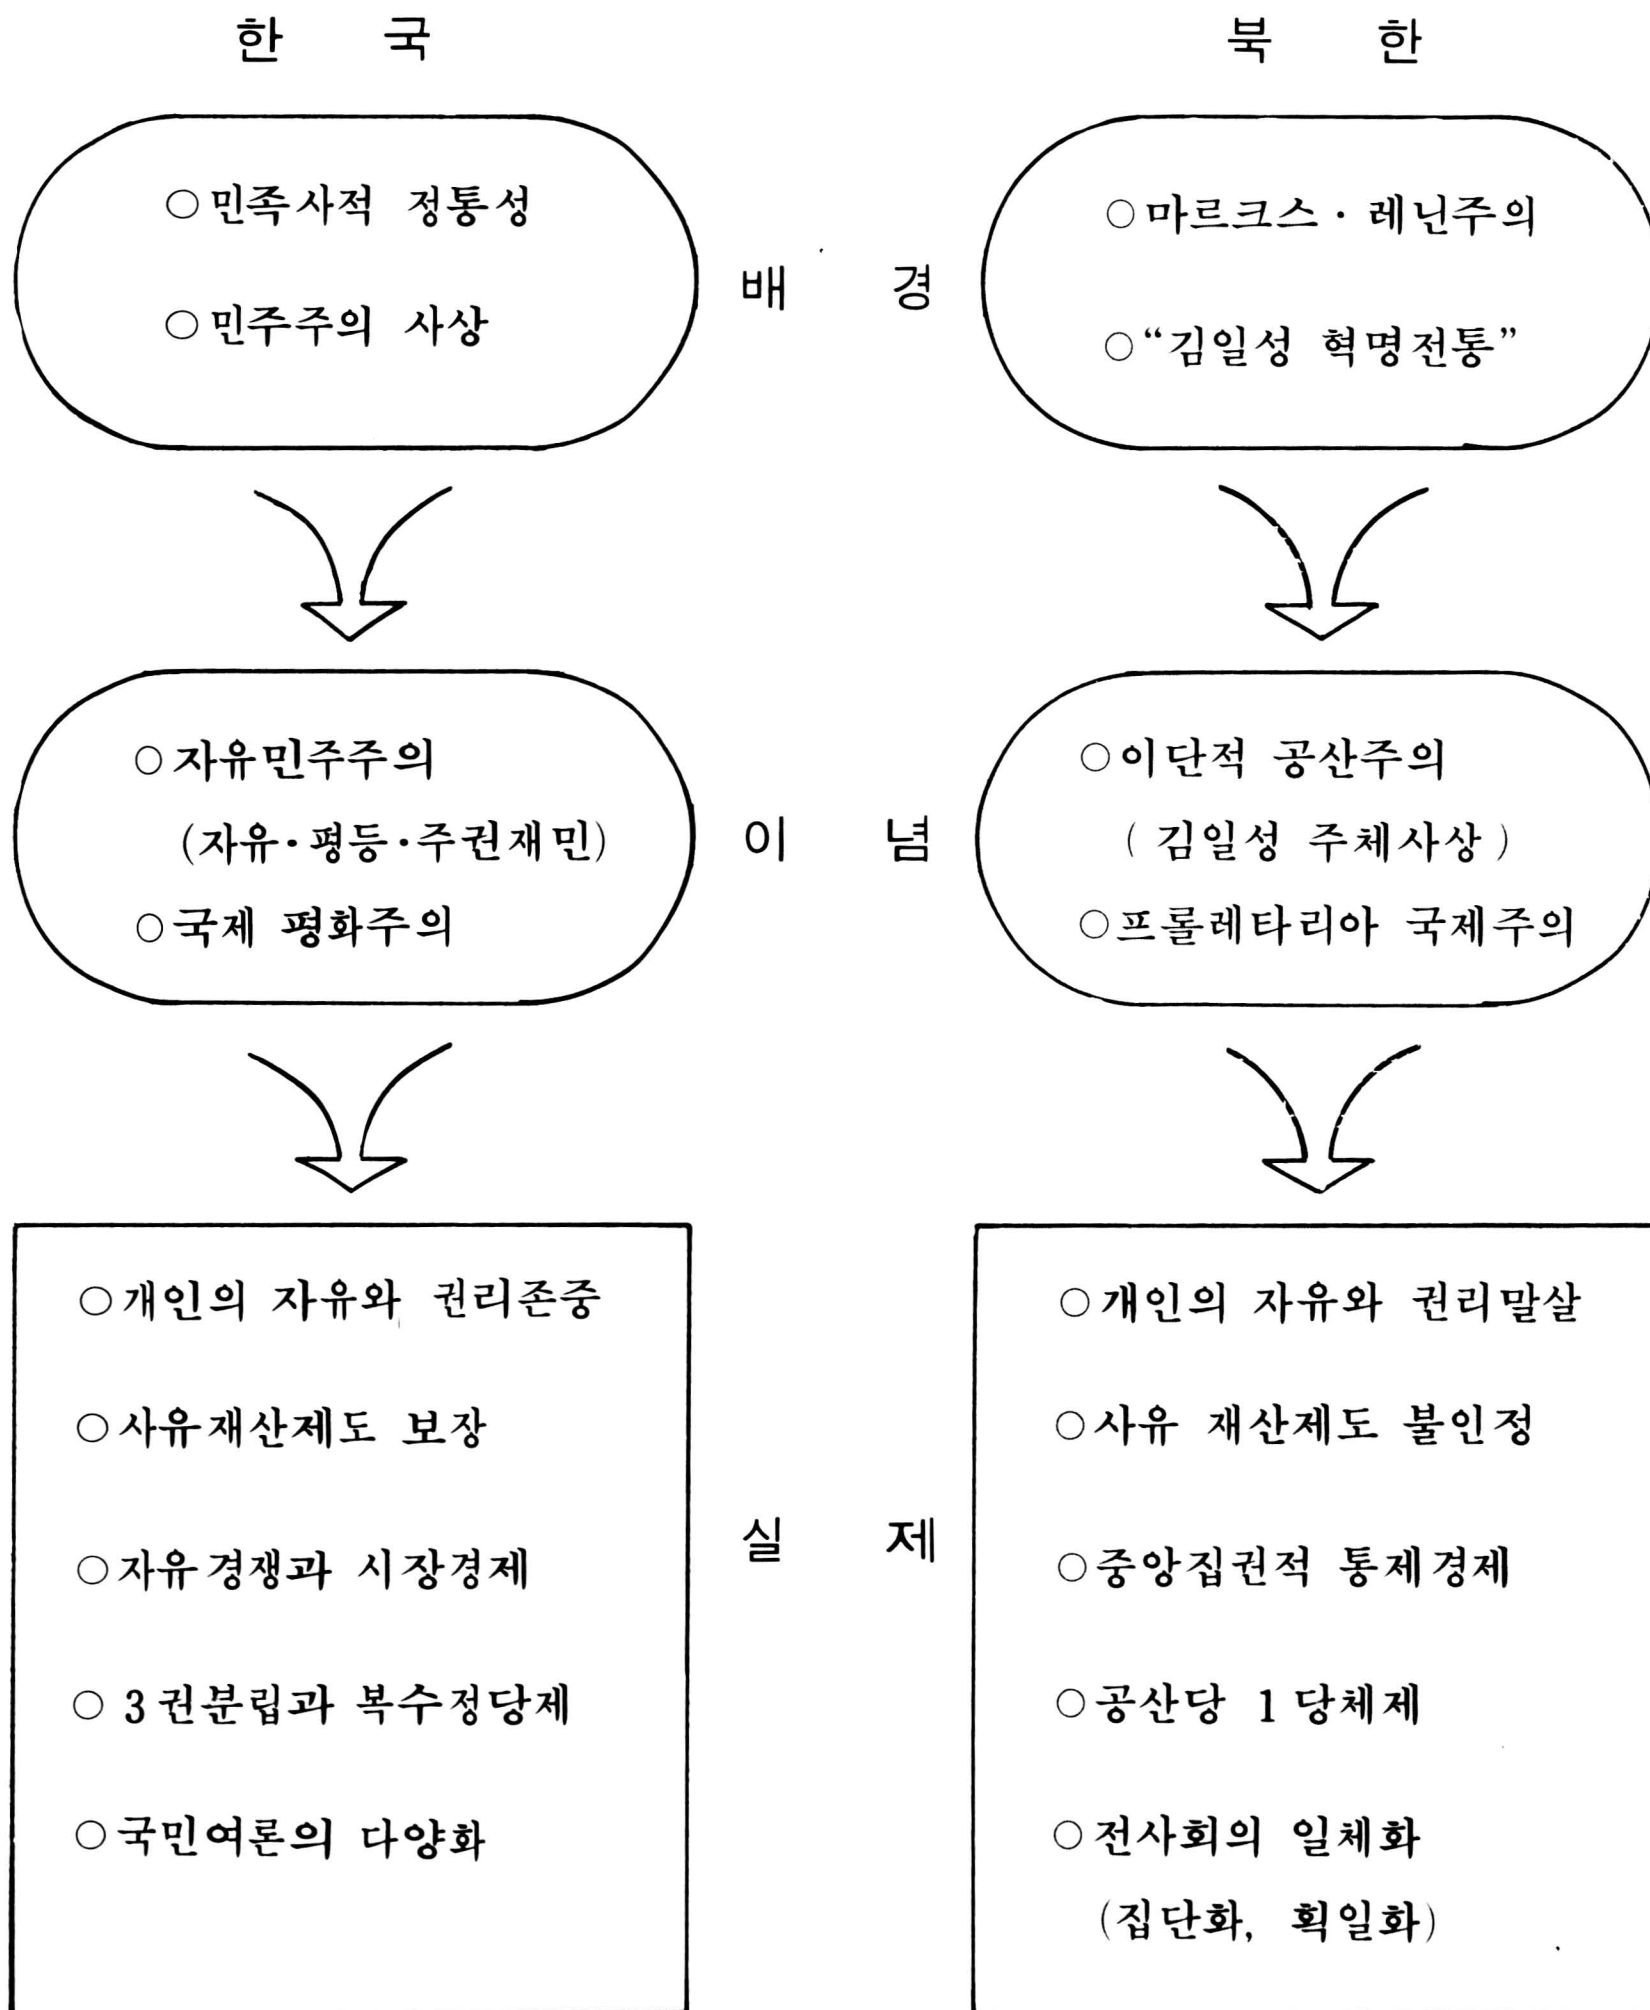 한 국
북 한
○민족사적 정통성
○민주주의 사상
배 경
○마르크스·레닌주의
○“김일성 혁명전통”
○자유민주주의
(자유·평등·주권재민)
○국제 평화주의
이 념
○이단적 공산주의
(김일성 주체사상)
○프롤레타리아 국제주의
○개인의 자유와 권리존중
○사유재산제도 보장
○자유경쟁과 시장경제
○ 3권분립과 복수정당제
○국민여론의 다양화
실 제
○개인의 자유와 권리말살
○사유 재산제도 불인정
○중앙집권적 통제경제
○공산당 1당체제
○전사회의 일체화
(집단화, 획일화)